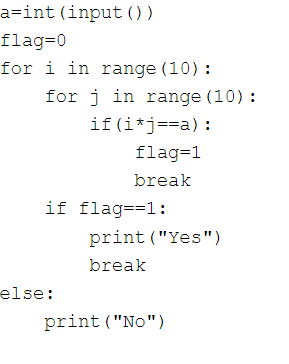 a=int(input())
flag=0
for i in range(10):
    for j in range(10):
        if(i*j==a):
            flag=1
            break
    if flag==1:
        print("Yes")
        break
else:
    print("No")